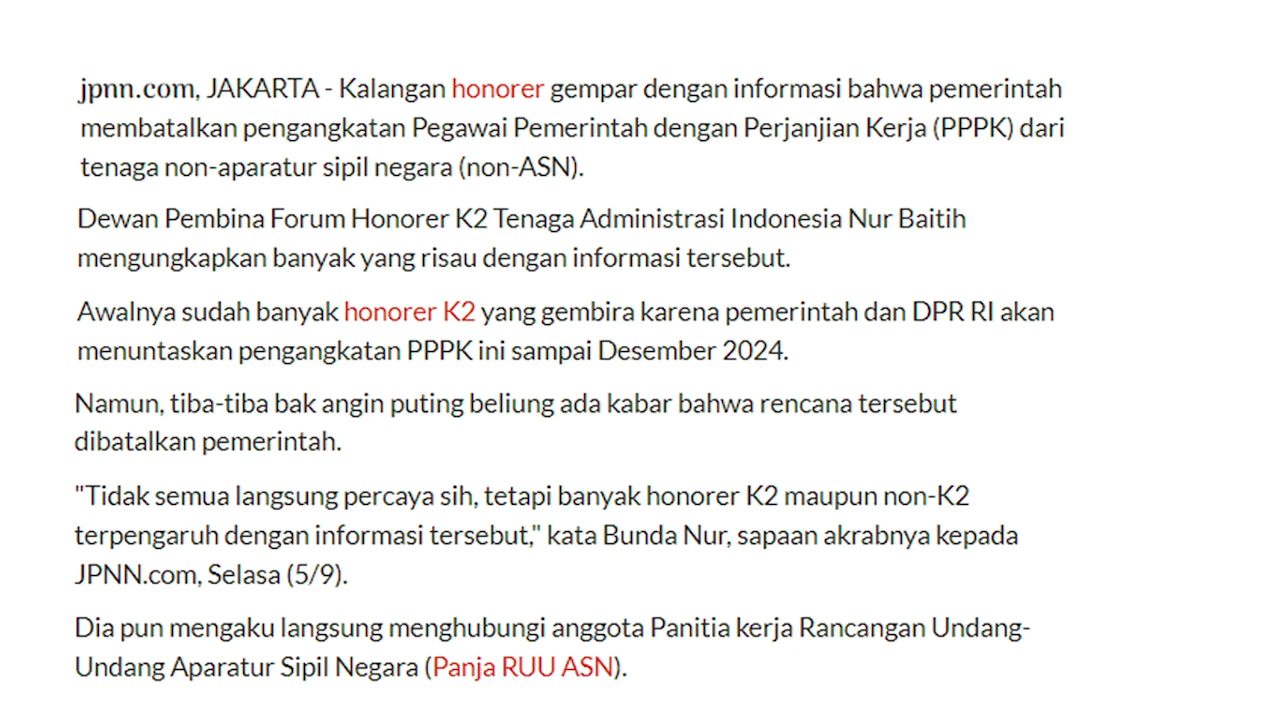 jpnn.com, JAKARTA - Kalangan honorer gempar dengan informasi bahwa pemerintah
membatalkan pengangkatan Pegawai Pemerintah dengan Perjanjian Kerja (PPPK) dari
tenaga non-aparatur sipil negara (non-ASN).
Dewan Pembina Forum Honorer K2 Tenaga Administrasi Indonesia Nur Baitih
mengungkapkan banyak yang risau dengan informasi tersebut.
Awalnya sudah banyak honorer K2 yang gembira karena pemerintah dan DPR RI akan
menuntaskan pengangkatan PPPK ini sampai Desember 2024.
Namun, tiba-tiba bak angin puting beliung ada kabar bahwa rencana tersebut
dibatalkan pemerintah.
"Tidak semua langsung percaya sih, tetapi banyak honorer K2 maupun non-K2
terpengaruh dengan informasi tersebut," kata Bunda Nur, sapaan akrabnya kepada
JPNN.com, Selasa (5/9).
Dia pun mengaku langsung menghubungi anggota Panitia kerja Rancangan Undang-
Undang Aparatur Sipil Negara (Panja RUU ASN).